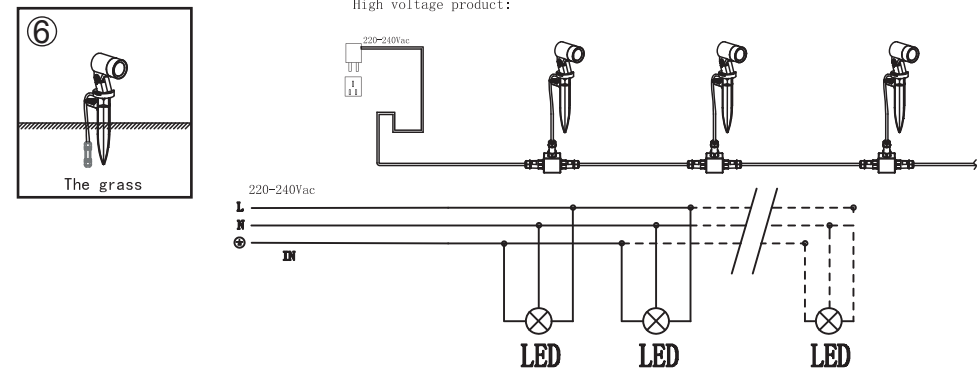 High voltage product:
⑥
220-240Vac
The grass
220-240Vac
L
N
IN
LED LED LED